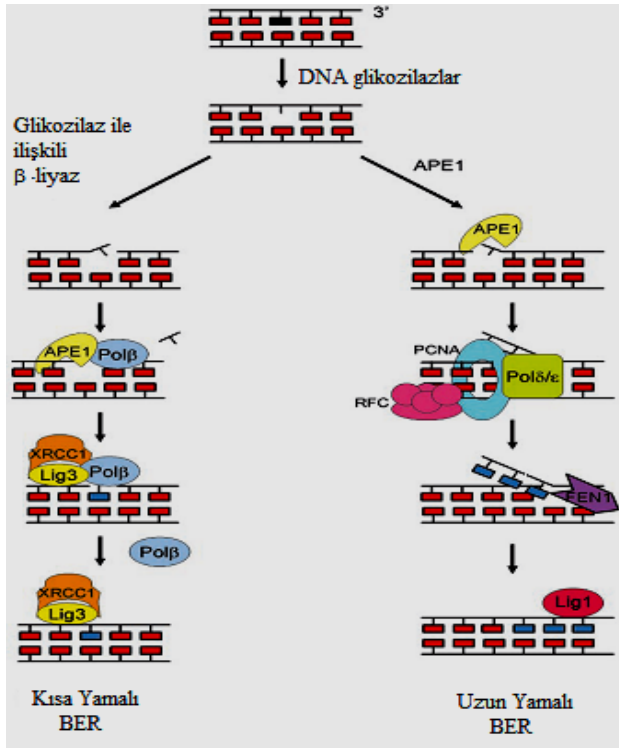 3'
DNA glikozilazlar
Glikozilaz ile
ilişkili
β -liyaz
APE1
APE1
APE1
Polβ
PCNA
Polδ/ε
RFC
XRCC1
Lig3
Polβ
FEN1
Polβ
XRCC1
Lig3
Lig1
Kısa Yamalı
BER
Uzun Yamalı
BER